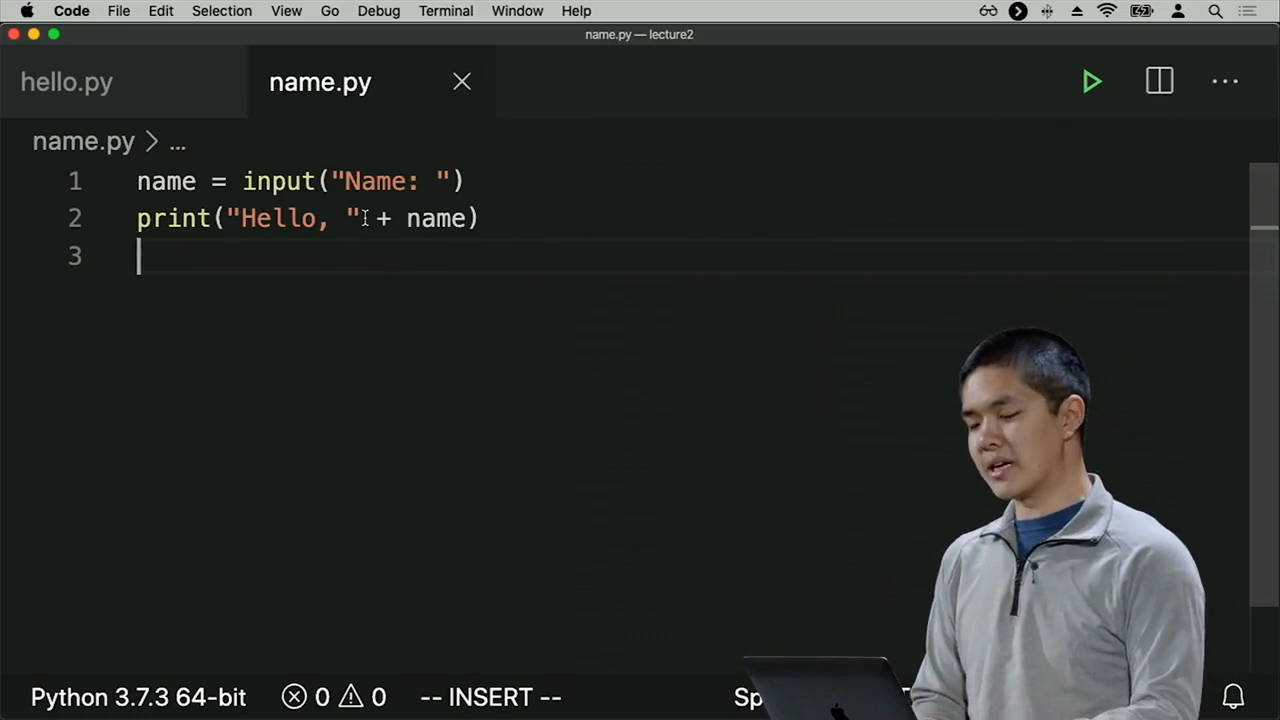 Code File Edit Selection View Go Debug Terminal Window Help
name.py — lecture2
hello.py name.py
name.py > ...
1 name = input("Name: ")
2 print("Hello, " + name)
3
Python 3.7.3 64-bit 0 0 -- INSERT -- Sp